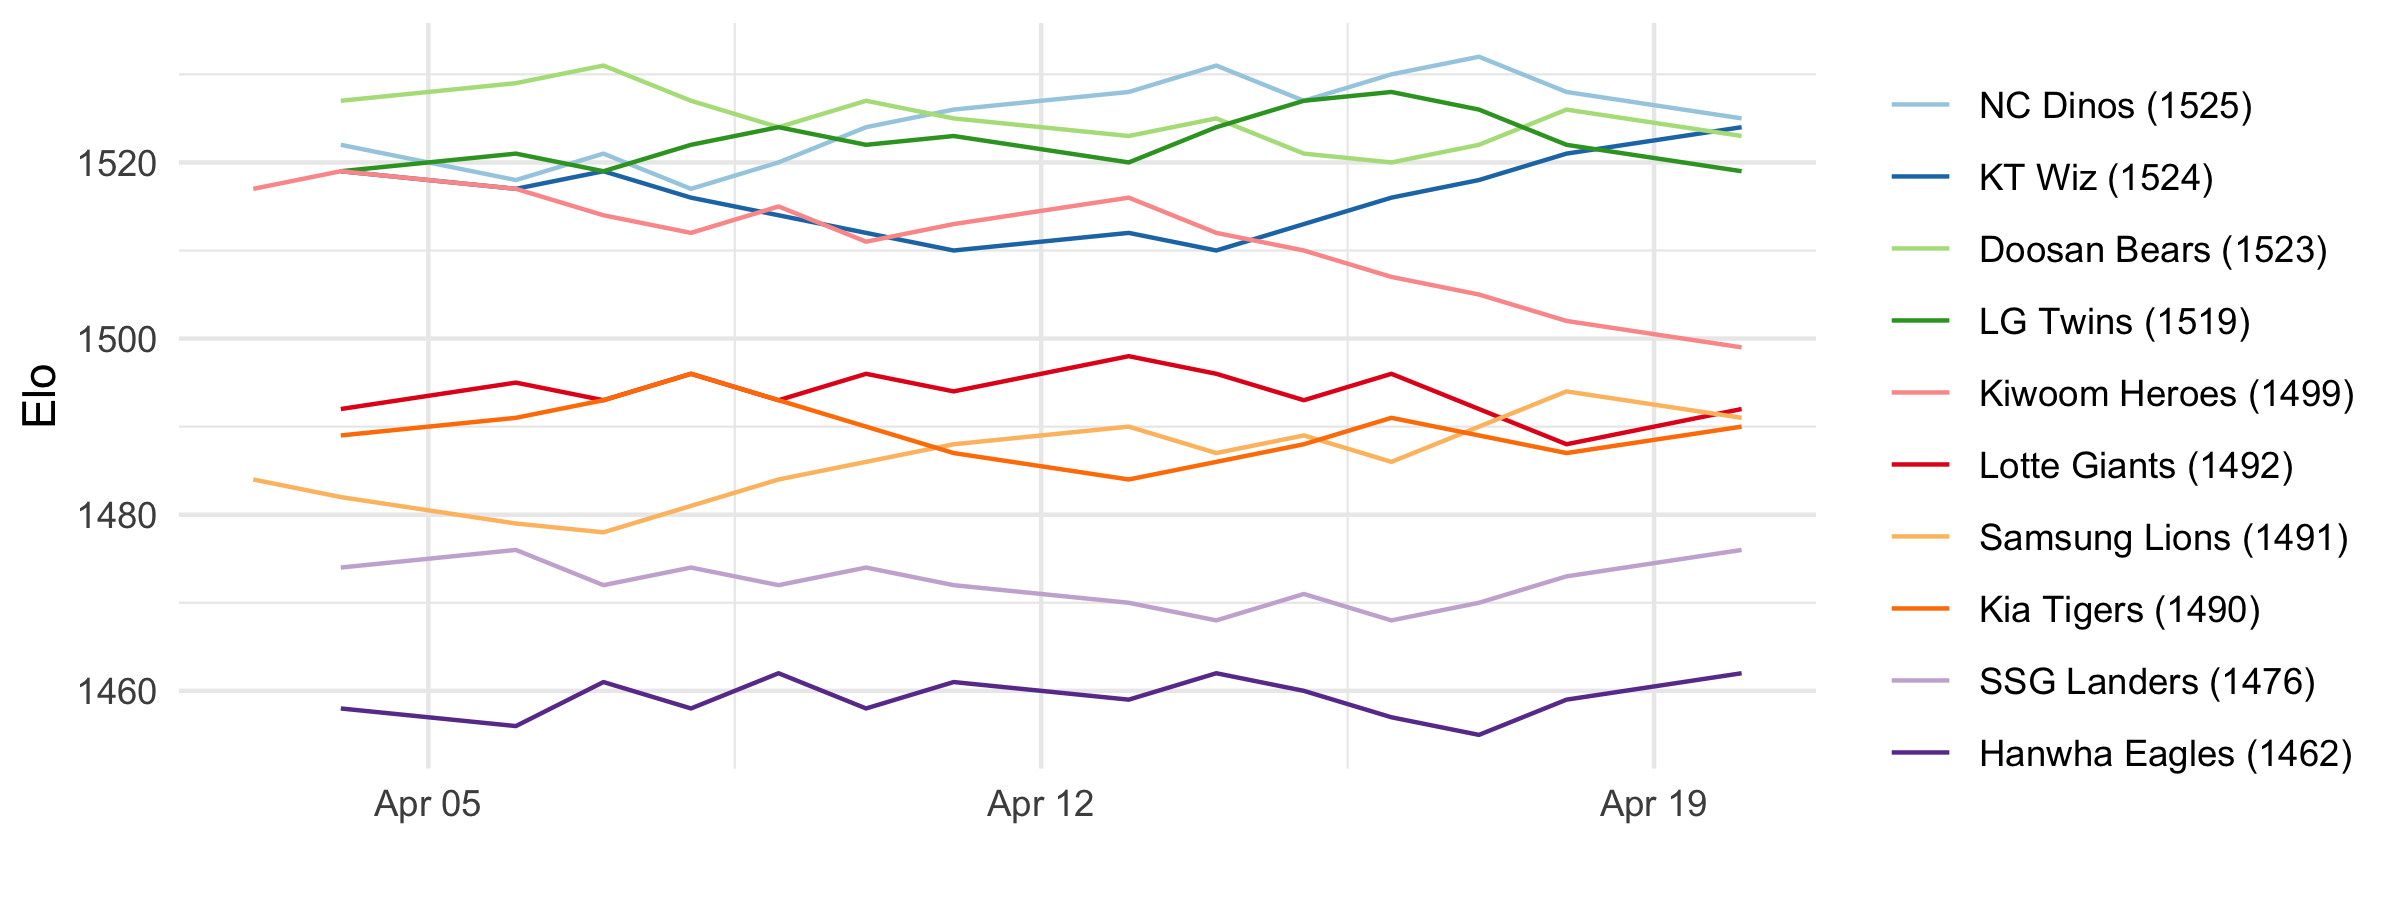 Elo
1520
1500
1480
1460
Apr 05
Apr 12
Apr 19
NC Dinos (1525)
KT Wiz (1524)
Doosan Bears (1523)
LG Twins (1519)
Kiwoom Heroes (1499)
Lotte Giants (1492)
Samsung Lions (1491)
Kia Tigers (1490)
SSG Landers (1476)
Hanwha Eagles (1462)